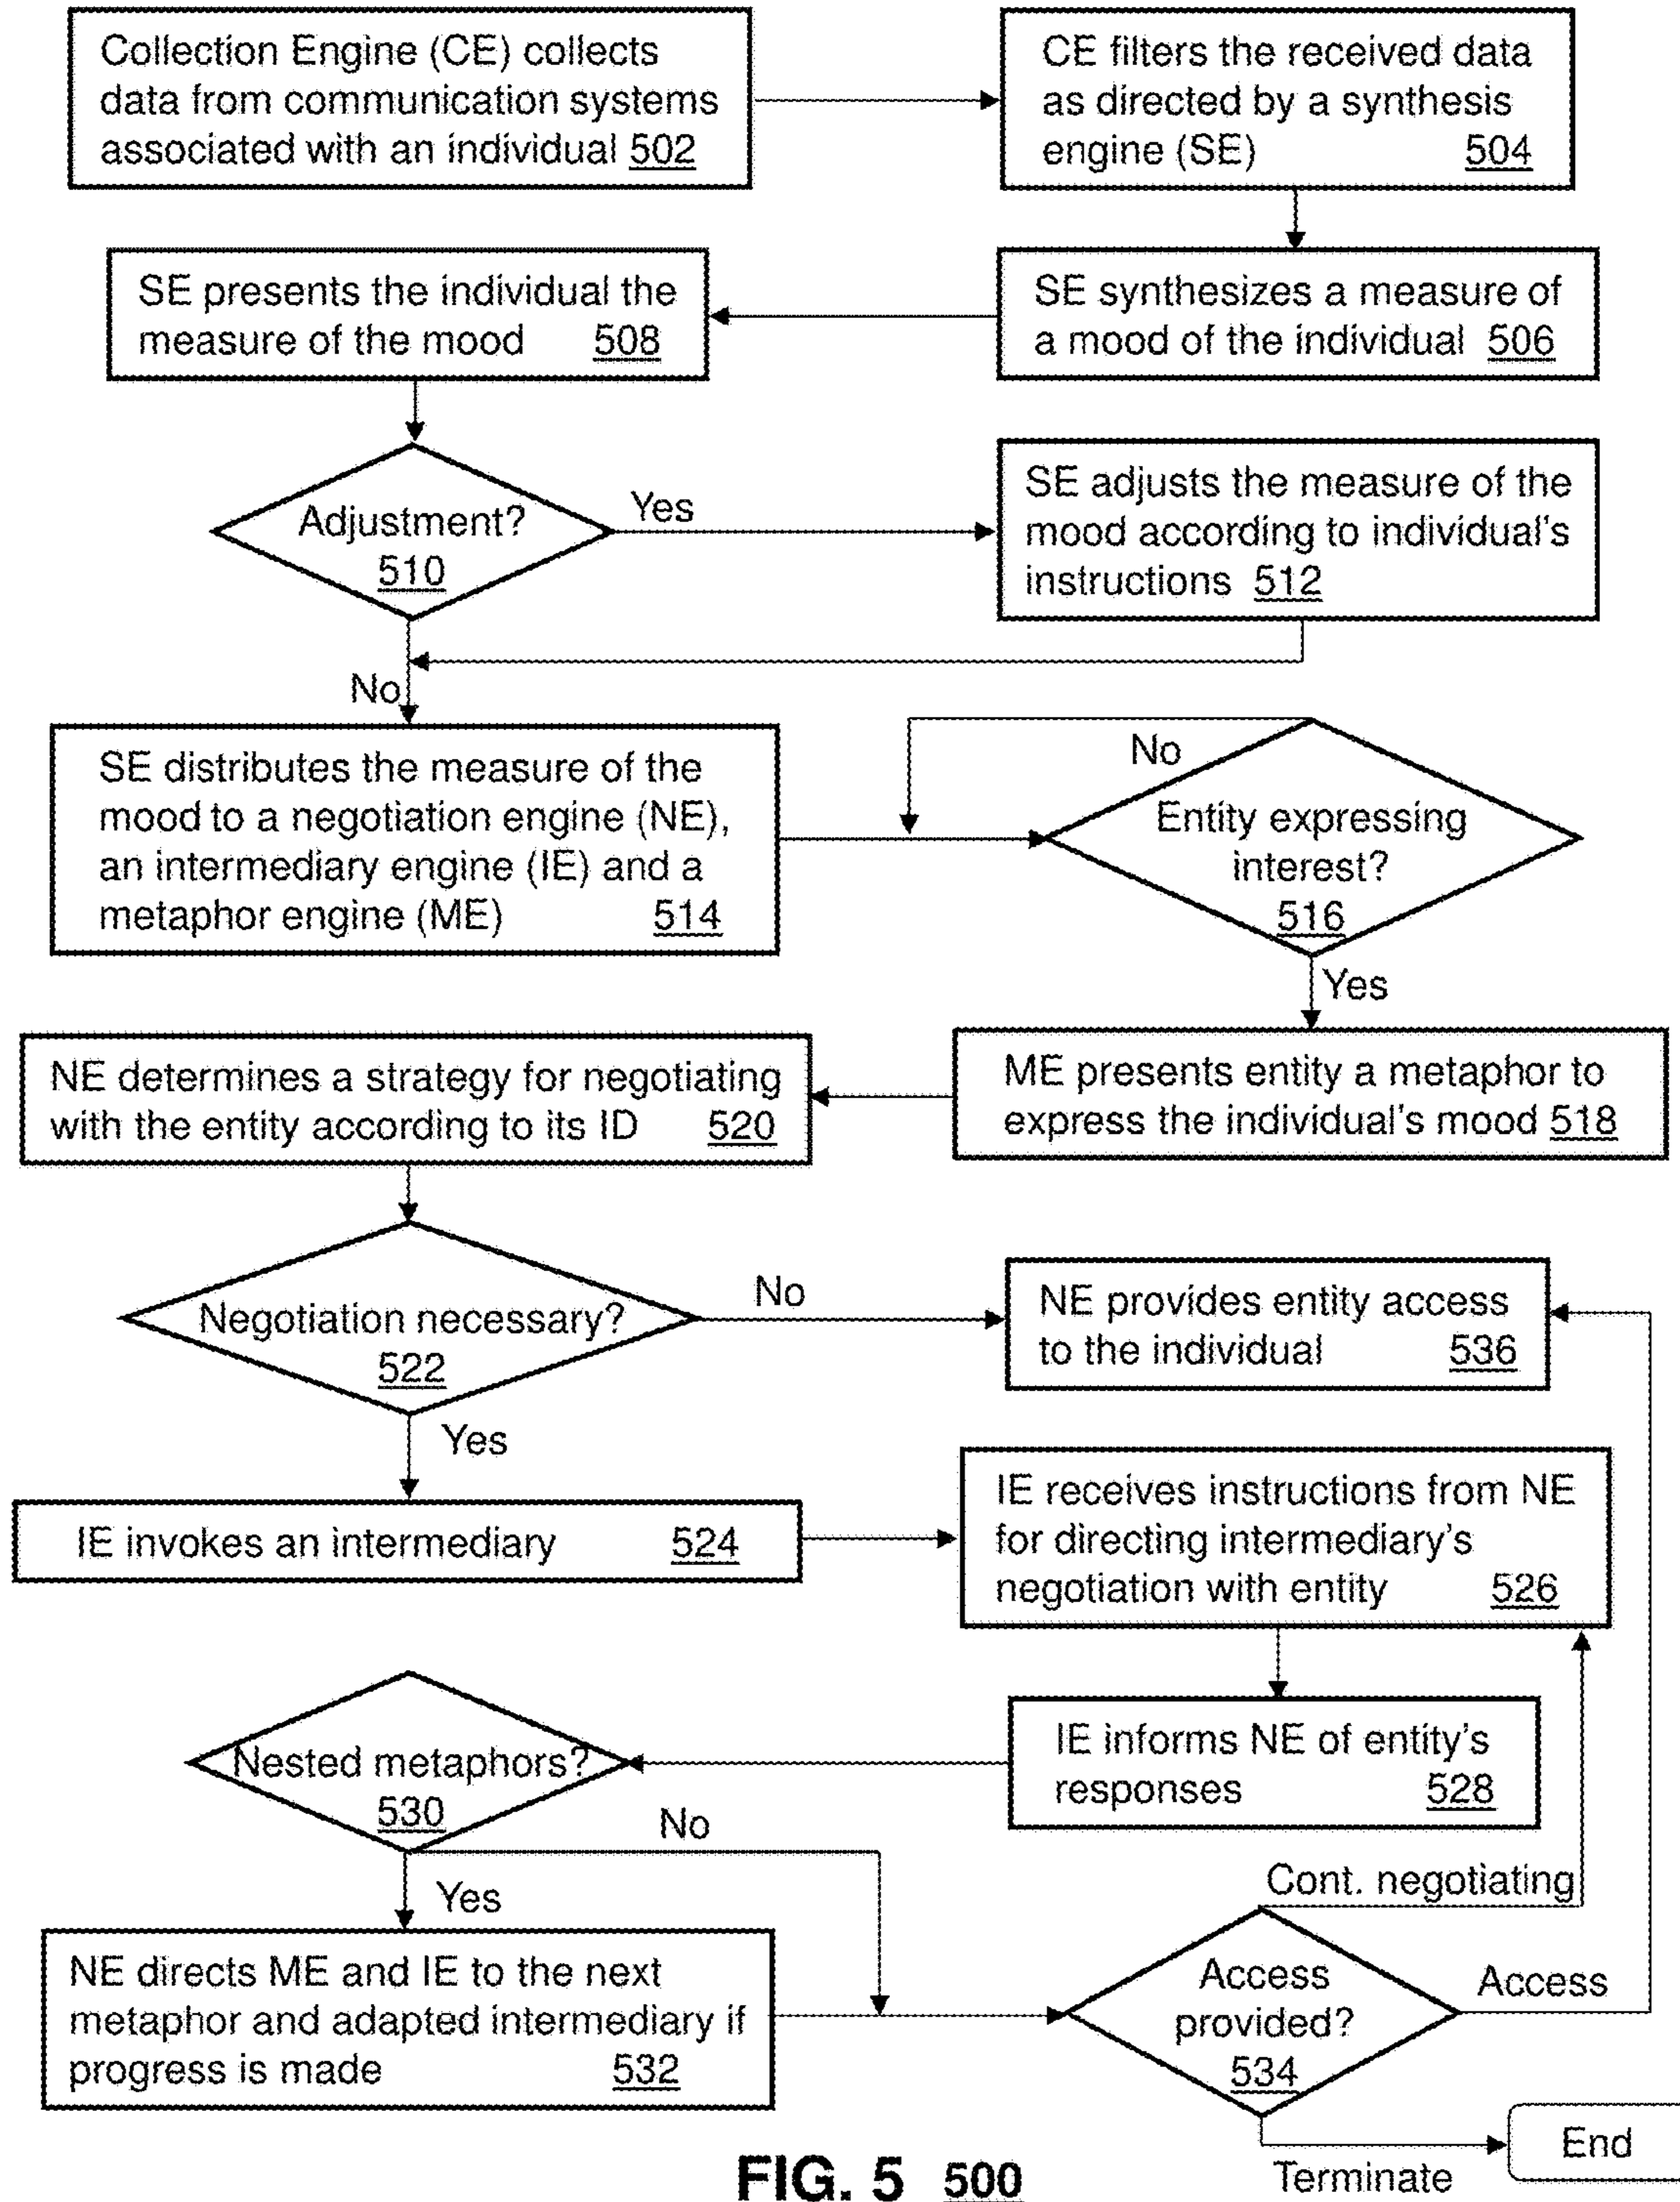 Collection Engine (CE) collects
data from communication systems
associated with an individual 502
CE filters the received data
as directed by a synthesis
engine (SE) 504
SE presents the individual the
measure of the mood 508
SE synthesizes a measure of
a mood of the individual 506
Adjustment?
510
Yes
SE adjusts the measure of the
mood according to individual's
instructions 512
No
SE distributes the measure of the
mood to a negotiation engine (NE),
an intermediary engine (IE) and a
metaphor engine (ME) 514
No
Entity expressing
interest?
516
Yes
NE determines a strategy for negotiating
with the entity according to its ID 520
ME presents entity a metaphor to
express the individual's mood 518
Negotiation necessary?
522
No
NE provides entity access
to the individual 536
Yes
IE invokes an intermediary 524
IE receives instructions from NE
for directing intermediary's
negotiation with entity 526
Nested metaphors?
530
IE informs NE of entity's
responses 528
No
Yes
Cont. negotiating
NE directs ME and IE to the next
metaphor and adapted intermediary if
progress is made 532
Access
provided?
534
Access
End
Terminate
FIG. 5 500